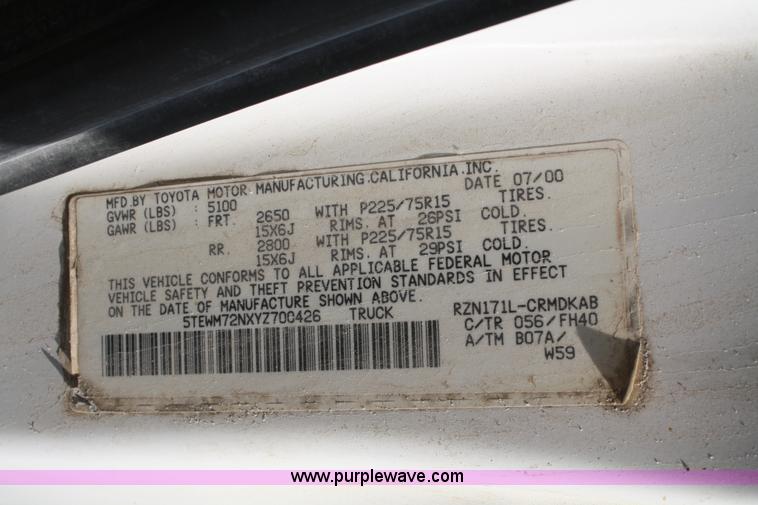 MFD.BY TOYOTA MOTOR MANUFACTURING.CALIFORNIA.INC.
GVWR (LBS) : 5100 DATE 07/00
GAWR (LBS) : FRT. 2650 WITH P225/75R15 TIRES.
15X6J RIMS. AT 26PSI COLD.
RR. 2800 WITH P225/75R15 TIRES.
15X6J RIMS. AT 29PSI COLD.
THIS VEHICLE CONFORMS TO ALL APPLICABLE FEDERAL MOTOR
VEHICLE SAFETY AND THEFT PREVENTION STANDARDS IN EFFECT
ON THE DATE OF MANUFACTURE SHOWN ABOVE.
5TEWM72NXYZ700426 TRUCK RZN171L-CRMDKAB
C/TR 056/FH40
A/TM B07A/
W59
www.purplewave.com